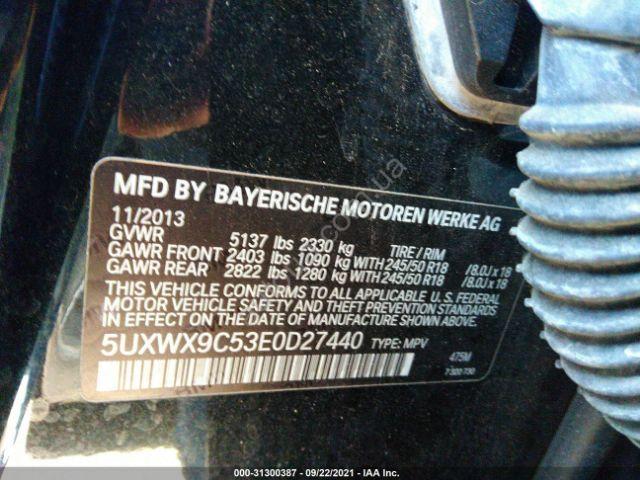 MFD BY BAYERISCHE MOTOREN WERKE AG
11/2013
GVWR 5137 lbs 2330 kg TIRE / RIM
GAWR FRONT 2403 lbs 1090 kg WITH 245/50 R18 /8.0J x 18
GAWR REAR 2822 lbs 1280 kg WITH 245/50 R18 /8.0J x 18
THIS VEHICLE CONFORMS TO ALL APPLICABLE U. S. FEDERAL
MOTOR VEHICLE SAFETY AND THEFT PREVENTION STANDARDS
IN EFFECT ON THE DATE OF MANUFACTURE SHOWN ABOVE
5UXWX9C53E0D27440 TYPE: MPV
475M
7 300 730
000-31300387 - 09/22/2021 - IAA Inc.